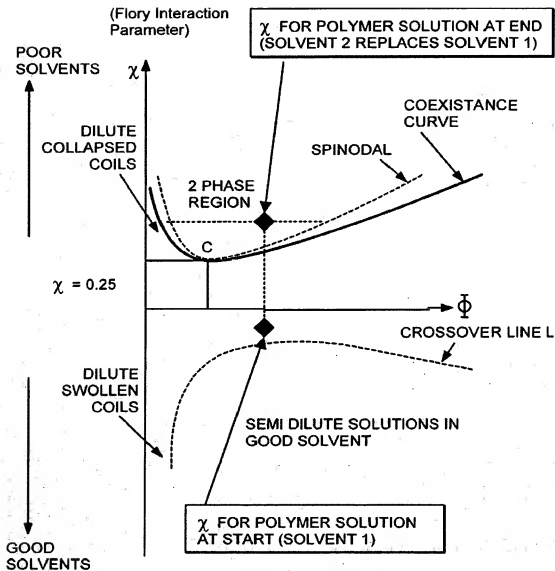 (Flory Interaction
Parameter)
χ FOR POLYMER SOLUTION AT END
(SOLVENT 2 REPLACES SOLVENT 1)
POOR
SOLVENTS
χ
DILUTE
COLLAPSED
COILS
COEXISTANCE
CURVE
SPINODAL
2 PHASE
REGION
C
χ = 0.25
Φ
CROSSOVER LINE L
DILUTE
SWOLLEN
COILS
SEMI DILUTE SOLUTIONS IN
GOOD SOLVENT
χ FOR POLYMER SOLUTION
AT START (SOLVENT 1)
GOOD
SOLVENTS